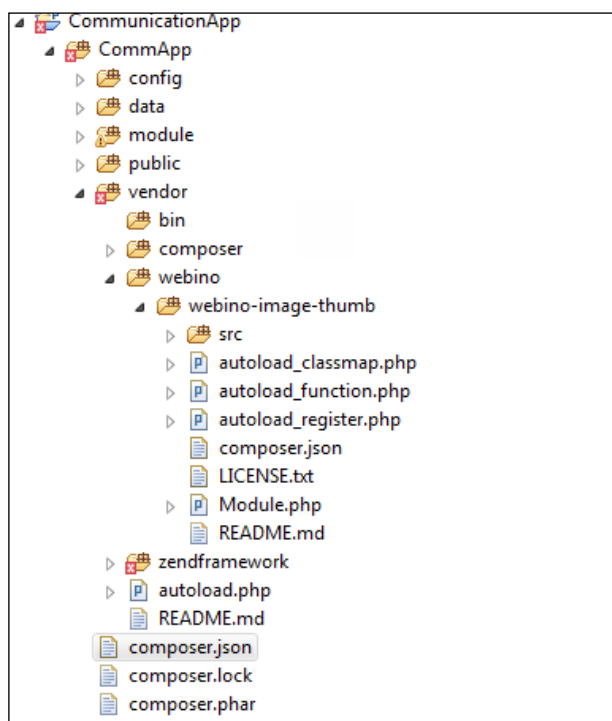 CommunicationApp
CommApp
config
data
module
public
vendor
bin
composer
webino
webino-image-thumb
src
autoload_classmap.php
autoload_function.php
autoload_register.php
composer.json
LICENSE.txt
Module.php
README.md
zendframework
autoload.php
README.md
composer.json
composer.lock
composer.phar